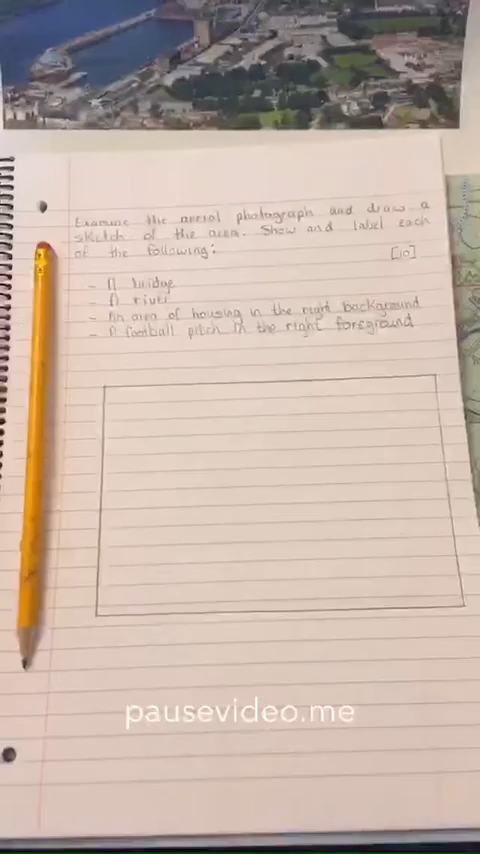 Examine the aerial photograph and draw a
sketch of the area. Show and label each
of the following:
[10]
- A bridge
- A river
- An area of housing in the right background
- A football pitch in the right foreground
pausevideo.me